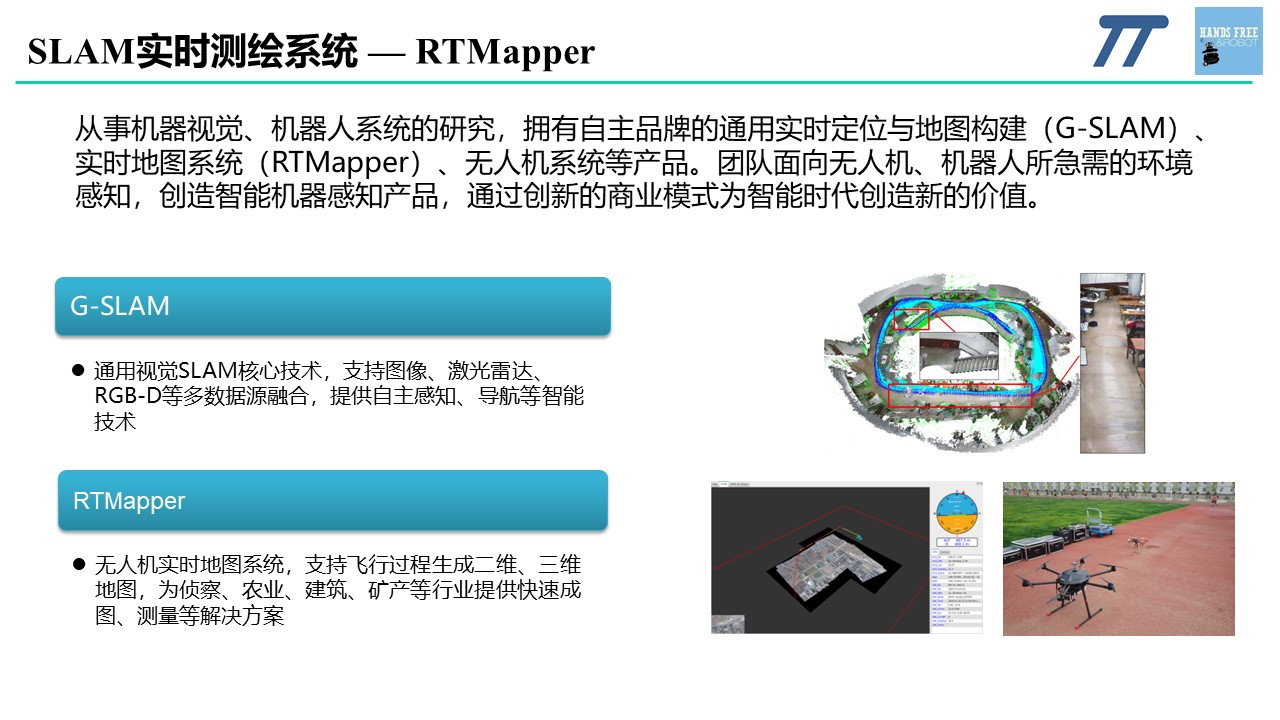 SLAM实时测绘系统 — RTMapper
HANDS FREE
&ROBOT
从事机器视觉、机器人系统的研究，拥有自主品牌的通用实时定位与地图构建（G-SLAM）、
实时地图系统（RTMapper）、无人机系统等产品。团队面向无人机、机器人所急需的环境
感知，创造智能机器感知产品，通过创新的商业模式为智能时代创造新的价值。
G-SLAM
● 通用视觉SLAM核心技术，支持图像、激光雷达、
RGB-D等多数据源融合，提供自主感知、导航等智能
技术
RTMapper
● 无人机实时地图系统，支持飞行过程生成二维、三维
地图，为侦察、农业、建筑、矿产等行业提供快速成
图、测量等解决方案